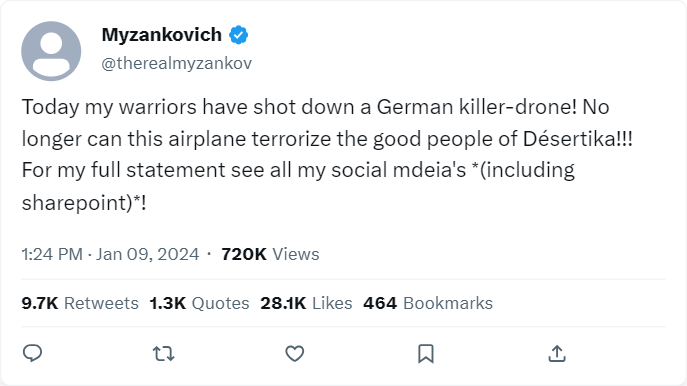 Myzankovich
@therealmyzankov
Today my warriors have shot down a German killer-drone! No
longer can this airplane terrorize the good people of Désertika!!!
For my full statement see all my social mdeia's *(including
sharepoint)*!
1:24 PM · Jan 09, 2024 · 720K Views
9.7K Retweets 1.3K Quotes 28.1K Likes 464 Bookmarks